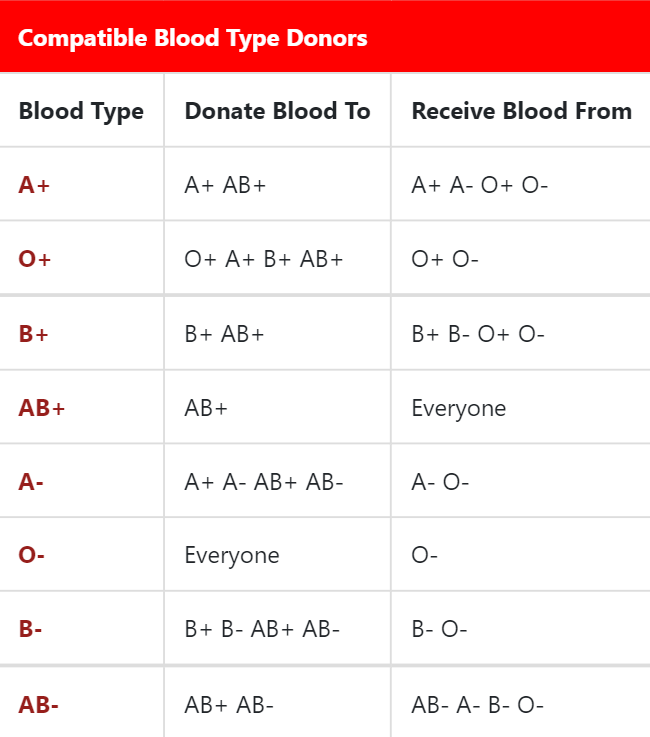 Compatible Blood Type Donors
Blood Type Donate Blood To Receive Blood From
A+ A+ AB+ A+ A- O+ O-
O+ O+ A+ B+ AB+ O+ O-
B+ B+ AB+ B+ B- O+ O-
AB+ AB+ Everyone
A- A+ A- AB+ AB- A- O-
O- Everyone O-
B- B+ B- AB+ AB- B- O-
AB- AB+ AB- AB- A- B- O-